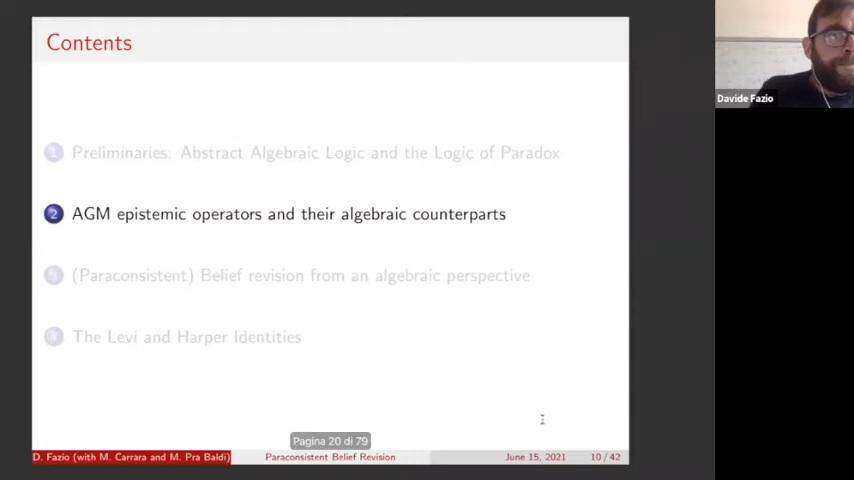 Contents
1 Preliminaries: Abstract Algebraic Logic and the Logic of Paradox
2 AGM epistemic operators and their algebraic counterparts
3 (Paraconsistent) Belief revision from an algebraic perspective
4 The Levi and Harper Identities
Pagina 20 di 79
D. Fazio (with M. Carrara and M. Pra Baldi) Paraconsistent Belief Revision June 15, 2021 10 / 42
Davide Fazio